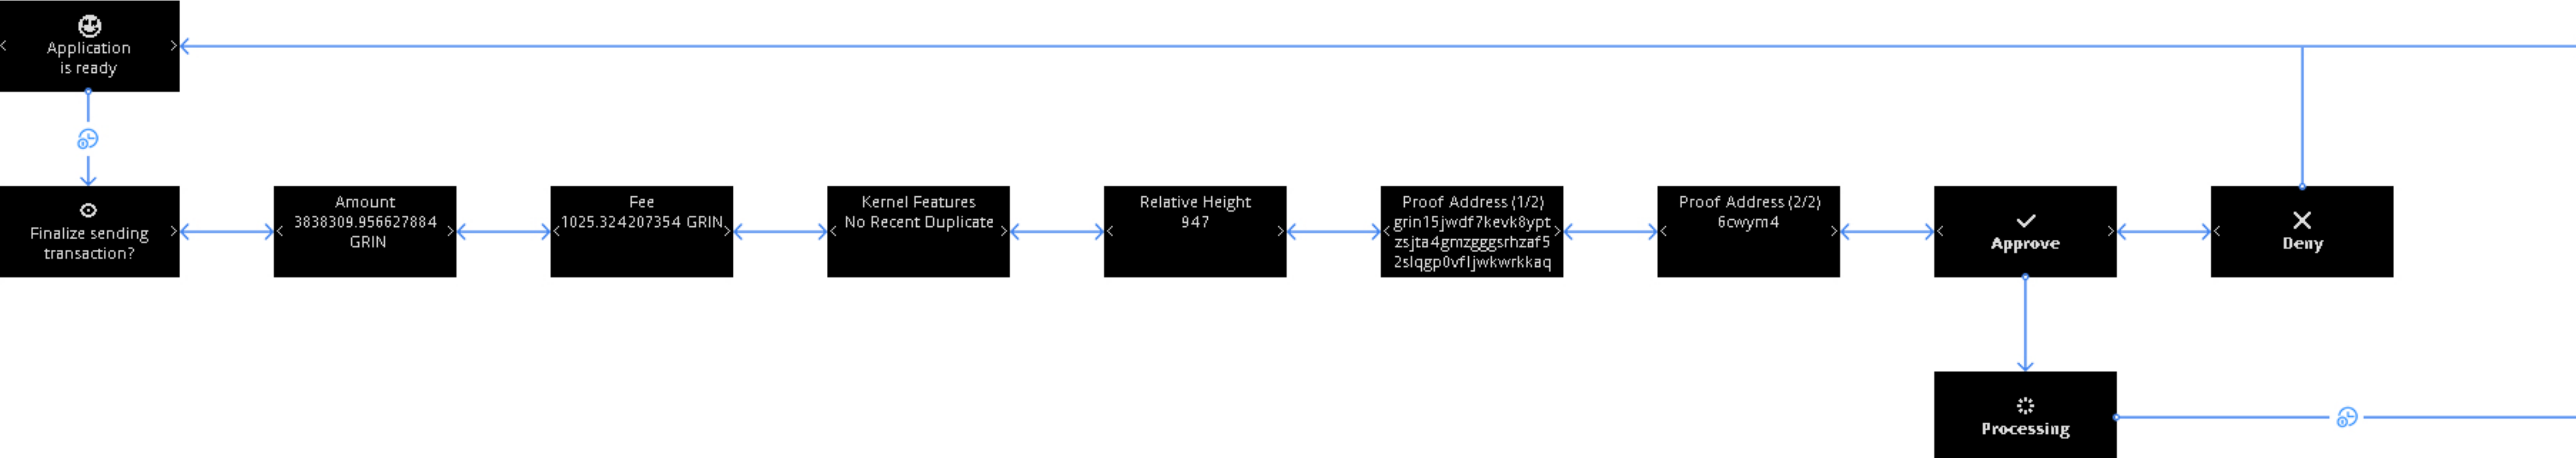 Application
is ready
Finalize sending
transaction?
Amount
3838309.956627884
GRIN
Fee
1025.324207354 GRIN
Kernel Features
No Recent Duplicate
Relative Height
947
Proof Address (1/2)
grin15jwdf7kevk8ypt
zsjta4gmzgggsrhzaf5
2slqgp0vfljwkwrkkaq
Proof Address (2/2)
6cwym4
Approve
Deny
Processing